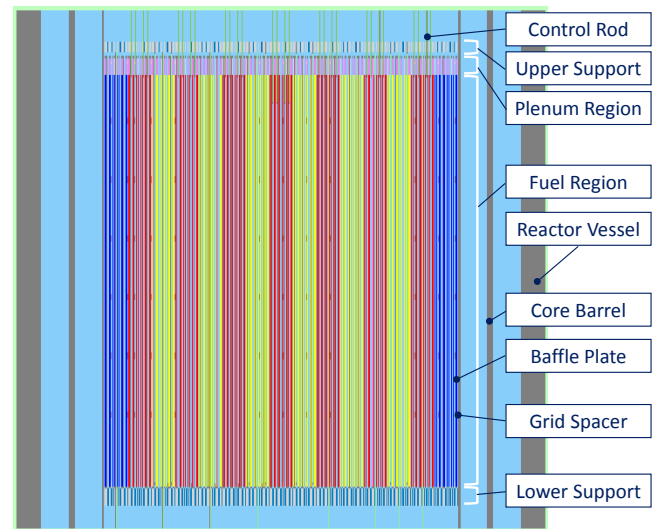 Control Rod
Upper Support
Plenum Region
Fuel Region
Reactor Vessel
Core Barrel
Baffle Plate
Grid Spacer
Lower Support